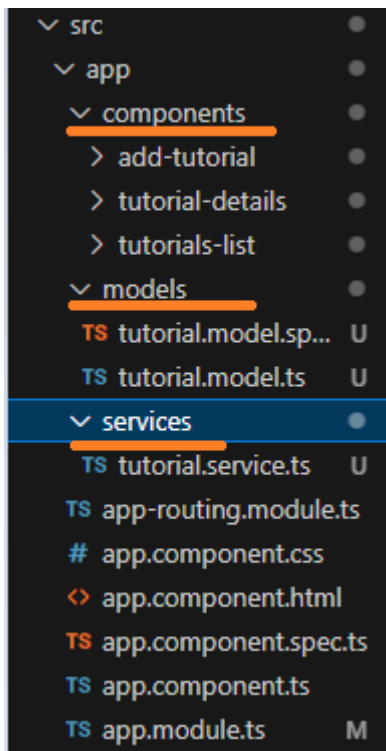 src
app
components
add-tutorial
tutorial-details
tutorials-list
models
TS tutorial.model.sp... U
TS tutorial.model.ts U
services
TS tutorial.service.ts U
TS app-routing.module.ts
# app.component.css
<> app.component.html
TS app.component.spec.ts
TS app.component.ts
TS app.module.ts M